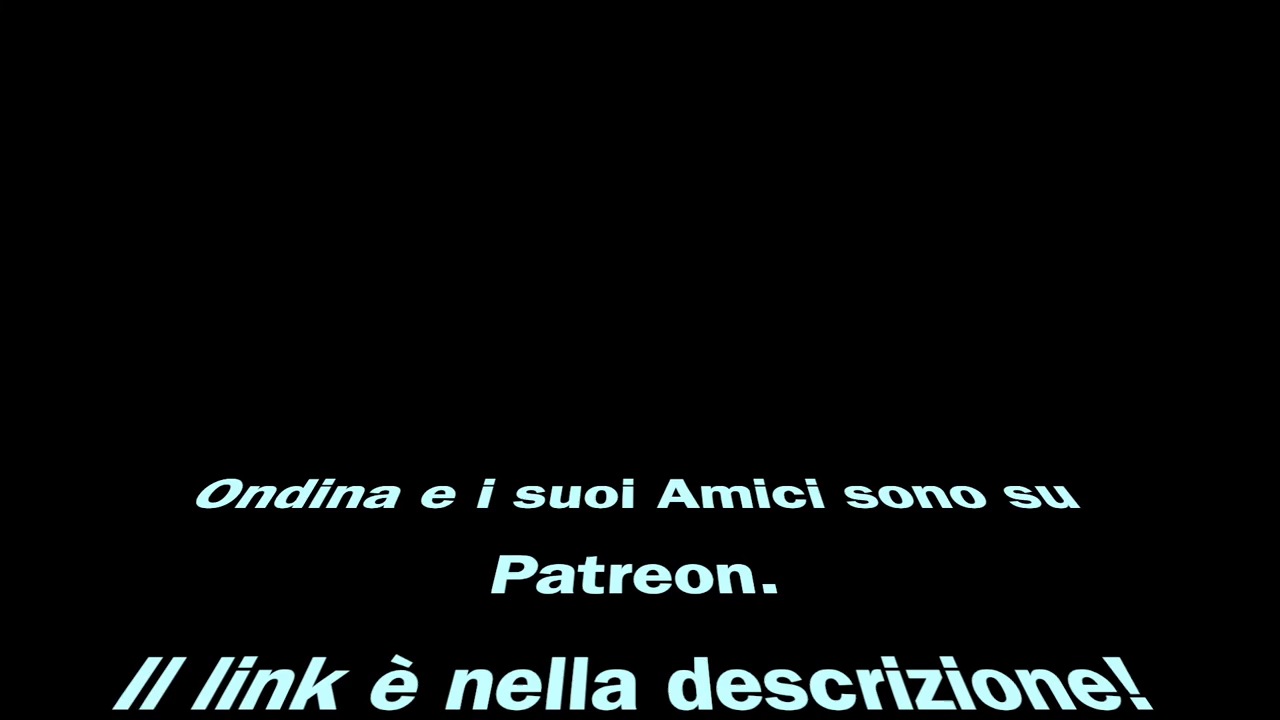 Ondina e i suoi Amici sono su
Patreon.
Il link è nella descrizione!